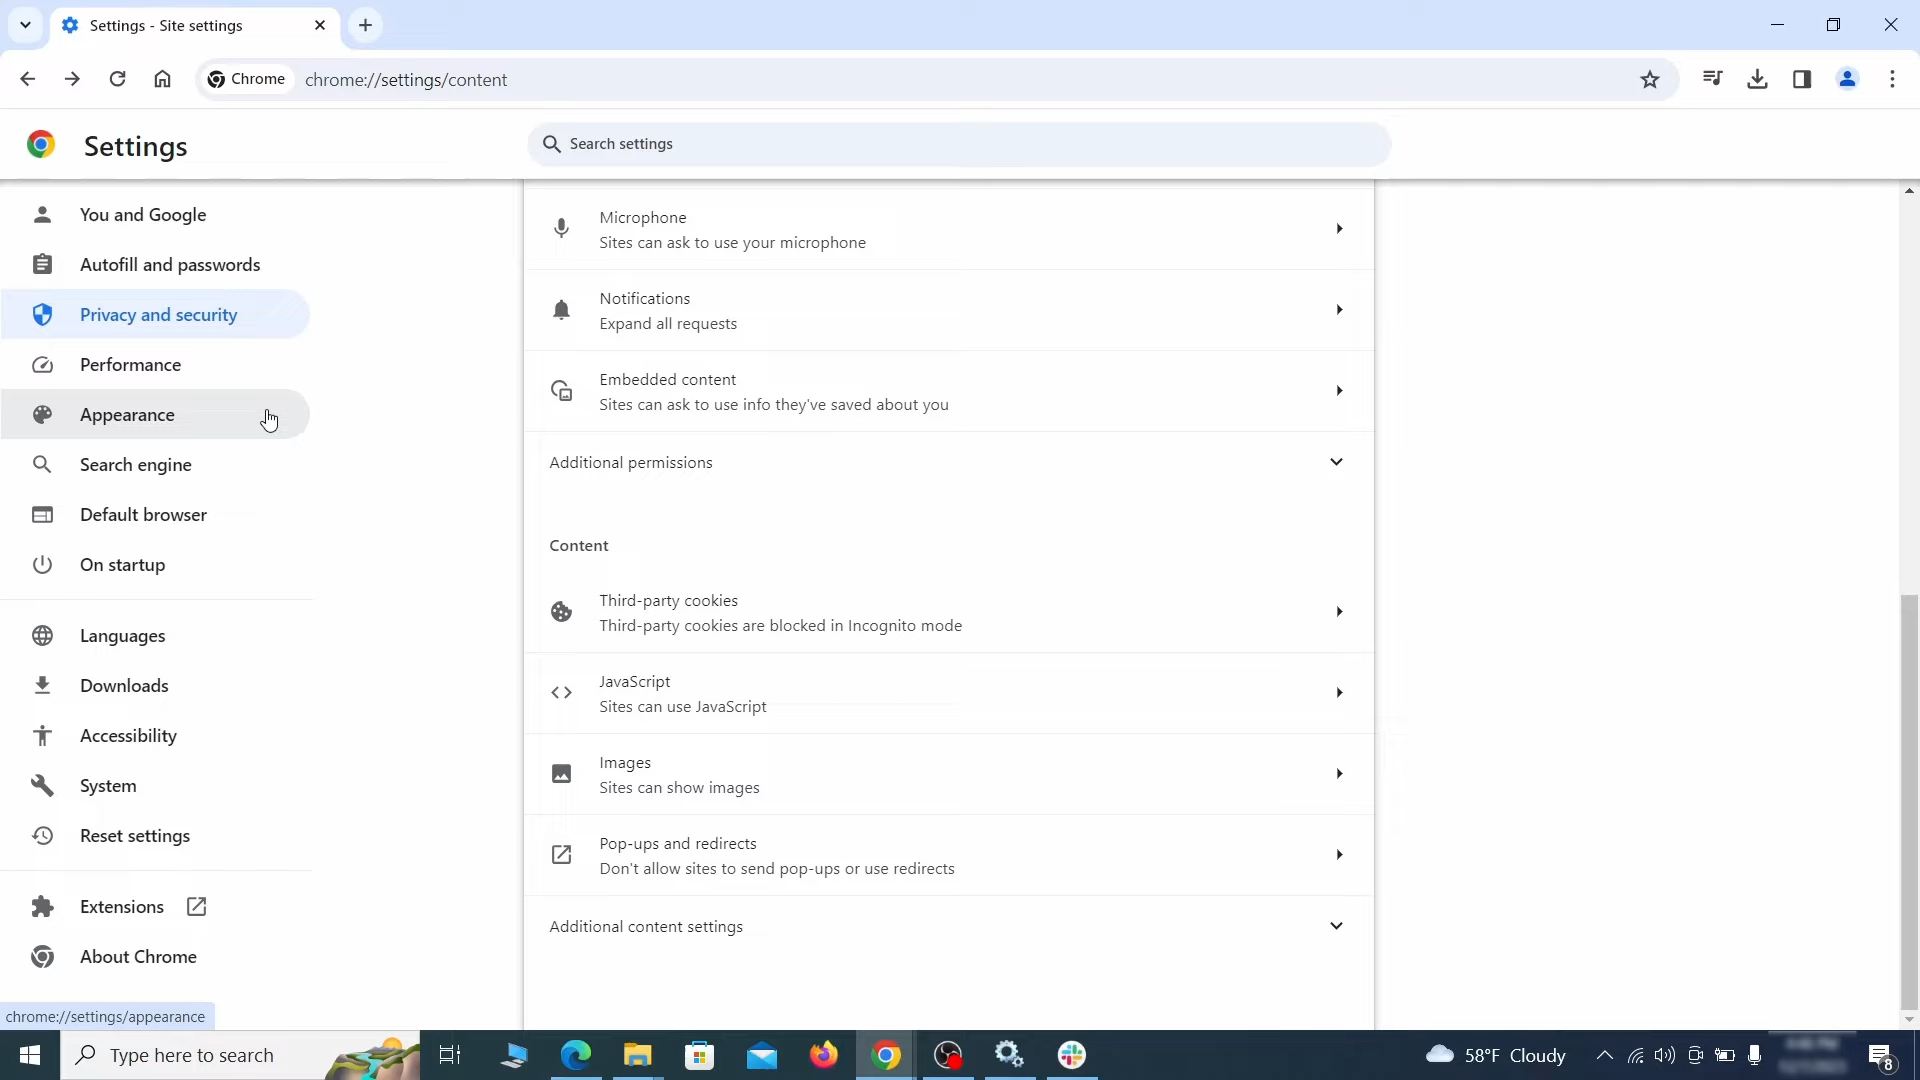 Settings - Site settings
Chrome
chrome://settings/content
Settings
Search settings
You and Google
Autofill and passwords
Privacy and security
Performance
Appearance
Search engine
Default browser
On startup
Languages
Downloads
Accessibility
System
Reset settings
Extensions
About Chrome
Microphone
Sites can ask to use your microphone
Notifications
Expand all requests
Embedded content
Sites can ask to use info they've saved about you
Additional permissions
Content
Third-party cookies
Third-party cookies are blocked in Incognito mode
JavaScript
Sites can use JavaScript
Images
Sites can show images
Pop-ups and redirects
Don't allow sites to send pop-ups or use redirects
Additional content settings
chrome://settings/appearance
Type here to search
58°F Cloudy
8